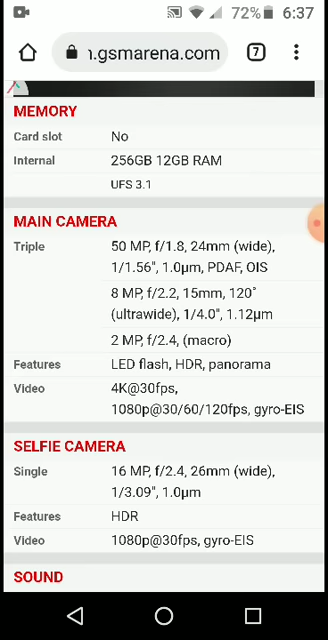 72% 6:37
ı.gsmarena.com 7
MEMORY
Card slot No
Internal 256GB 12GB RAM
UFS 3.1
MAIN CAMERA
Triple 50 MP, f/1.8, 24mm (wide),
1/1.56", 1.0µm, PDAF, OIS
8 MP, f/2.2, 15mm, 120˚
(ultrawide), 1/4.0", 1.12µm
2 MP, f/2.4, (macro)
Features LED flash, HDR, panorama
Video 4K@30fps,
1080p@30/60/120fps, gyro-EIS
SELFIE CAMERA
Single 16 MP, f/2.4, 26mm (wide),
1/3.09", 1.0µm
Features HDR
Video 1080p@30fps, gyro-EIS
SOUND